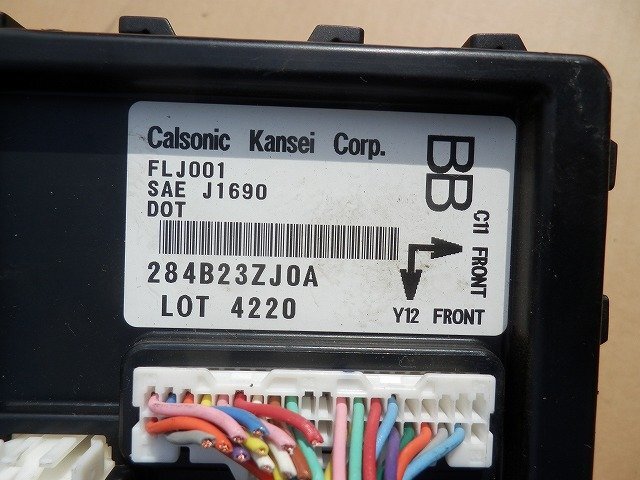 Calsonic Kansei Corp.
FLJ001
SAE J1690
DOT
284B23ZJ0A
LOT 4220
BB
C11 FRONT
Y12 FRONT